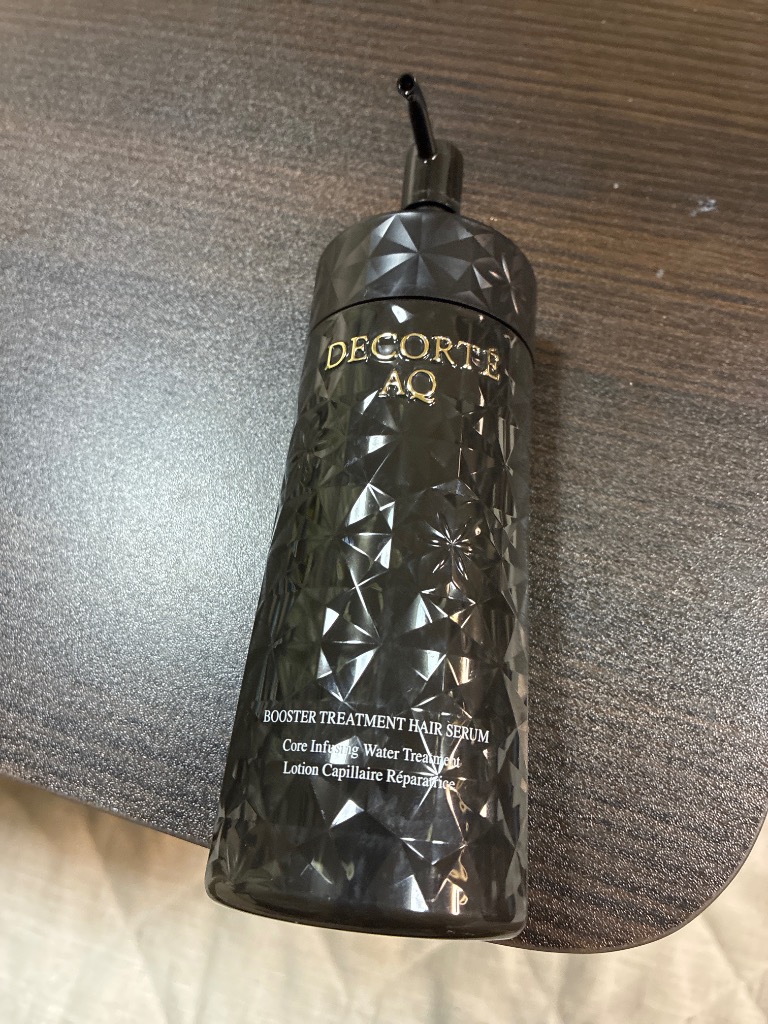 DECORTÉ
AQ
BOOSTER TREATMENT HAIR SERUM
Core Infusing Water Treatment
Lotion Capillaire Réparatrice